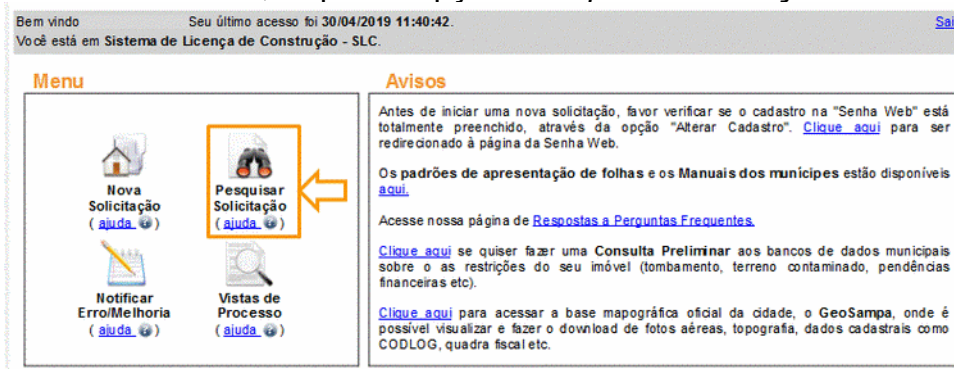 Bem vindo Seu último acesso foi 30/04/2019 11:40:42. Sai
Você está em Sistema de Licença de Construção - SLC.
Menu
Nova
Solicitação
( ajuda )
Pesquisar
Solicitação
( ajuda )
Notificar
Erro/Melhoria
( ajuda )
Vistas de
Processo
( ajuda )
Avisos
Antes de iniciar uma nova solicitação, favor verificar se o cadastro na "Senha Web" está
totalmente preenchido, através da opção "Alterar Cadastro". Clique aqui para ser
redirecionado à página da Senha Web.
Os padrões de apresentação de folhas e os Manuais dos munícipes estão disponíveis
aqui.
Acesse nossa página de Respostas a Perguntas Frequentes.
Clique aqui se quiser fazer uma Consulta Preliminar aos bancos de dados municipais
sobre o as restrições do seu imóvel (tombamento, terreno contaminado, pendências
financeiras etc).
Clique aqui para acessar a base mapográfica oficial da cidade, o GeoSampa, onde é
possível visualizar e fazer o download de fotos aéreas, topografia, dados cadastrais como
CODLOG, quadra fiscal etc.